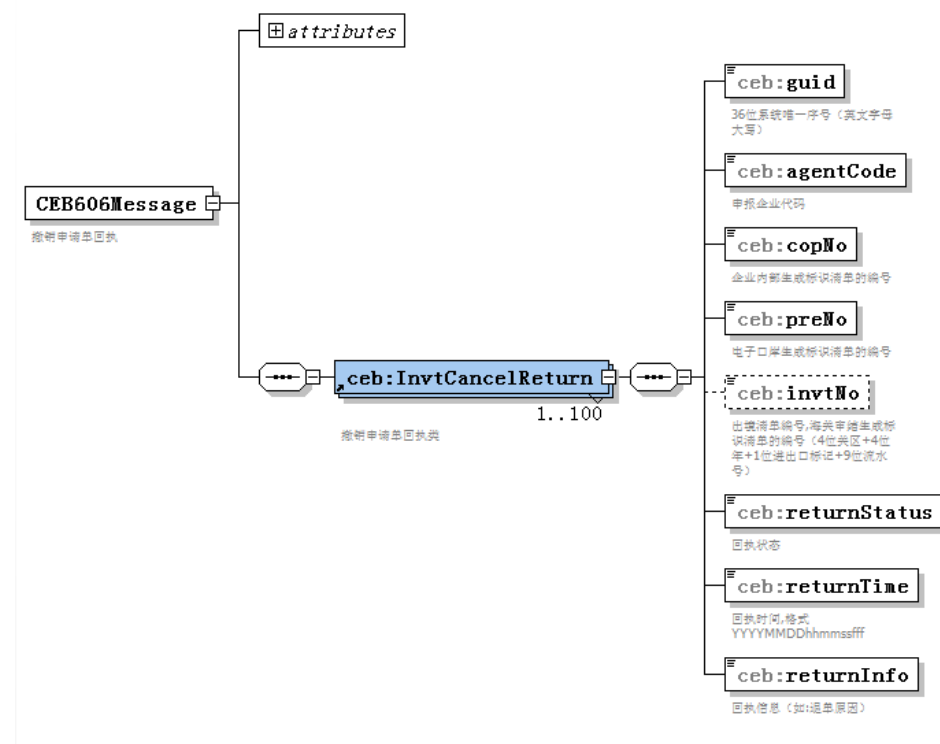 attributes
ceb:guid
36位系统唯一序号（英文字母
大写）
ceb:agentCode
申报企业代码
CEB606Message
撤销申请单回执
ceb:copNo
企业内部生成标识清单的编号
ceb:preNo
电子口岸生成标识清单的编号
ceb:InvtCancelReturn
1..100
撤销申请单回执类
ceb:invtNo
出境清单编号,海关审结生成标
识清单的编号（4位关区+4位
年+1位进出口标记+9位流水
号）
ceb:returnStatus
回执状态
ceb:returnTime
回执时间,格式
YYYYMMDDhhmmssfff
ceb:returnInfo
回执信息（如:退单原因）